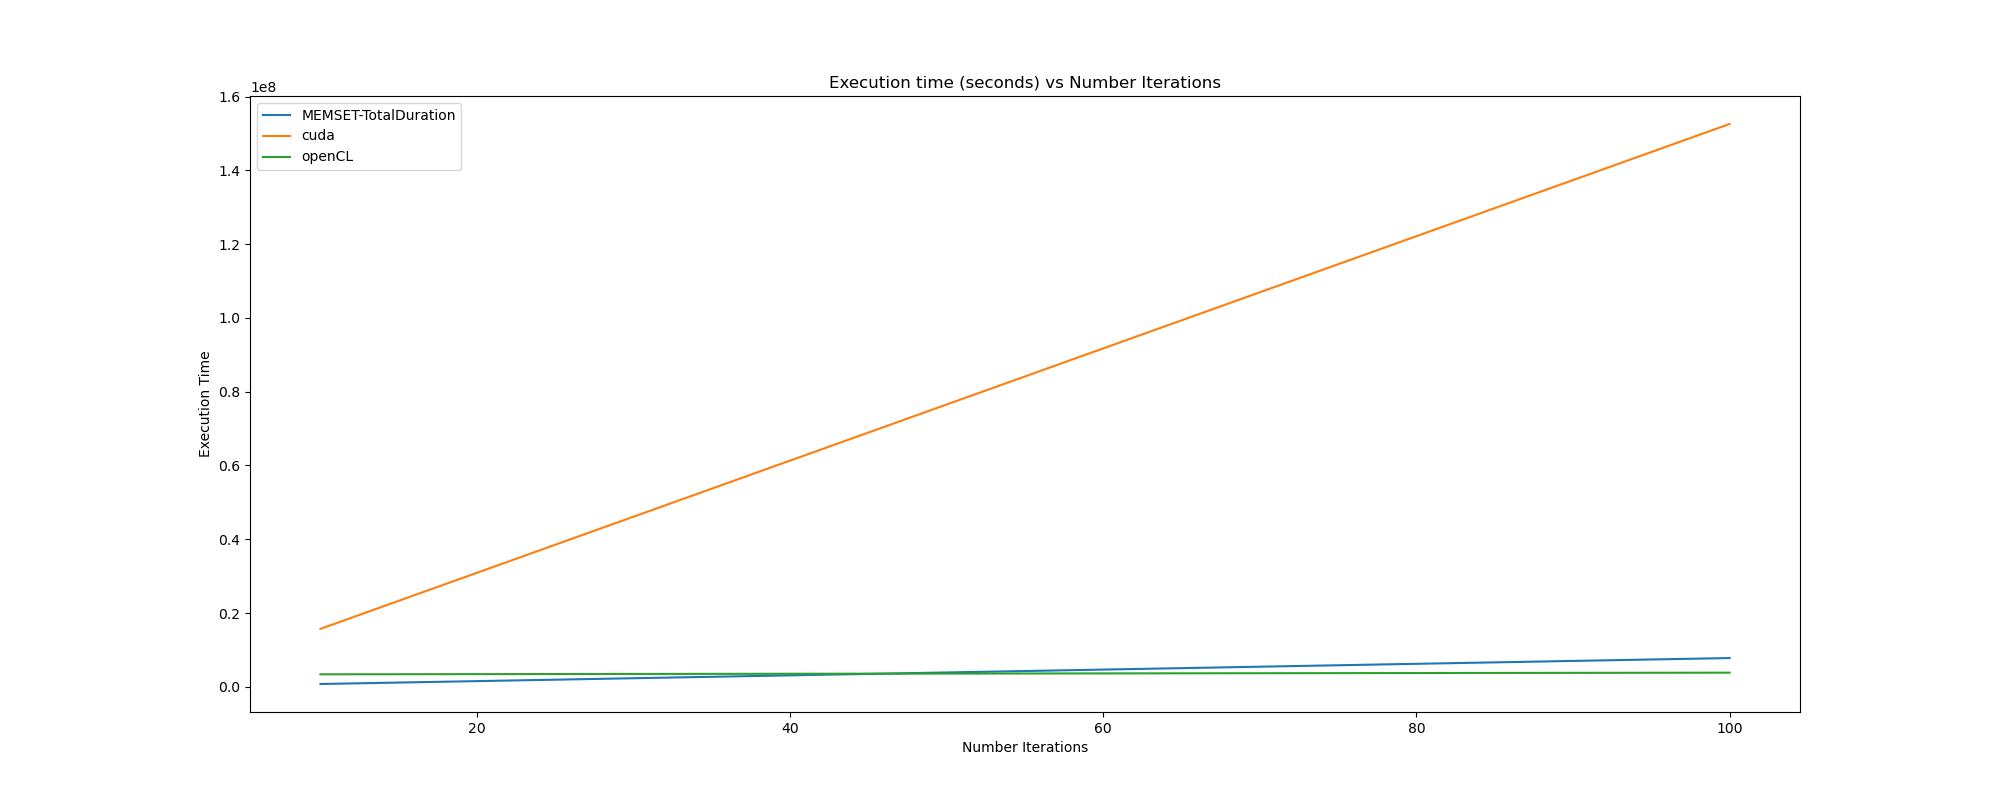 Execution time (seconds) vs Number Iterations
1e8
1.6
1.4
1.2
1.0
0.8
0.6
0.4
0.2
0.0
Execution Time
MEMSET-TotalDuration
cuda
openCL
20 40 60 80 100
Number Iterations